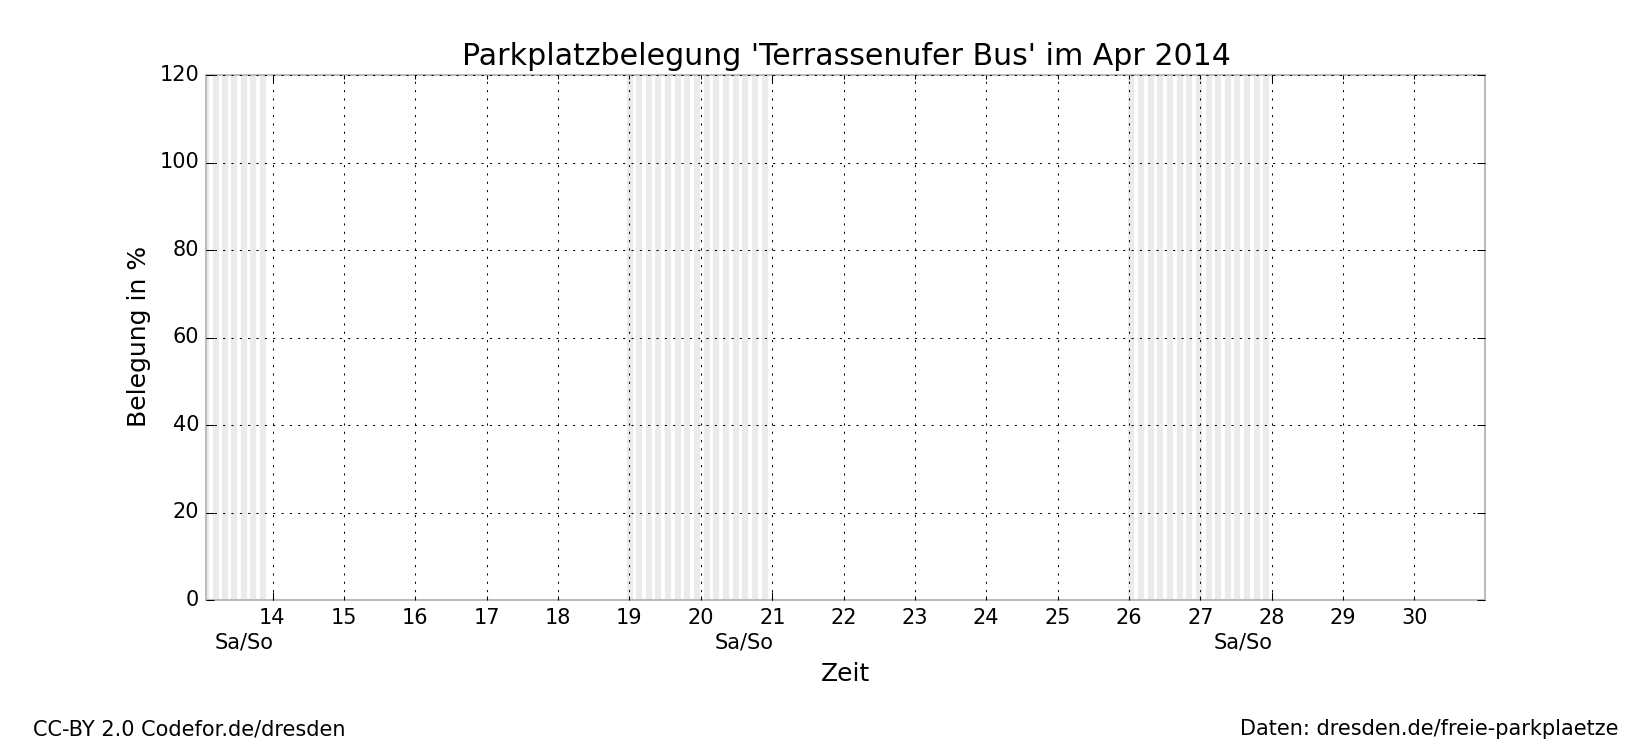 Parkplatzbelegung 'Terrassenufer Bus' im Apr 2014
120
100
80
60
40
20
0
Belegung in %
14 15 16 17 18 19 20 21 22 23 24 25 26 27 28 29 30
Sa/So Sa/So Sa/So
Zeit
CC-BY 2.0 Codefor.de/dresden
Daten: dresden.de/freie-parkplaetze